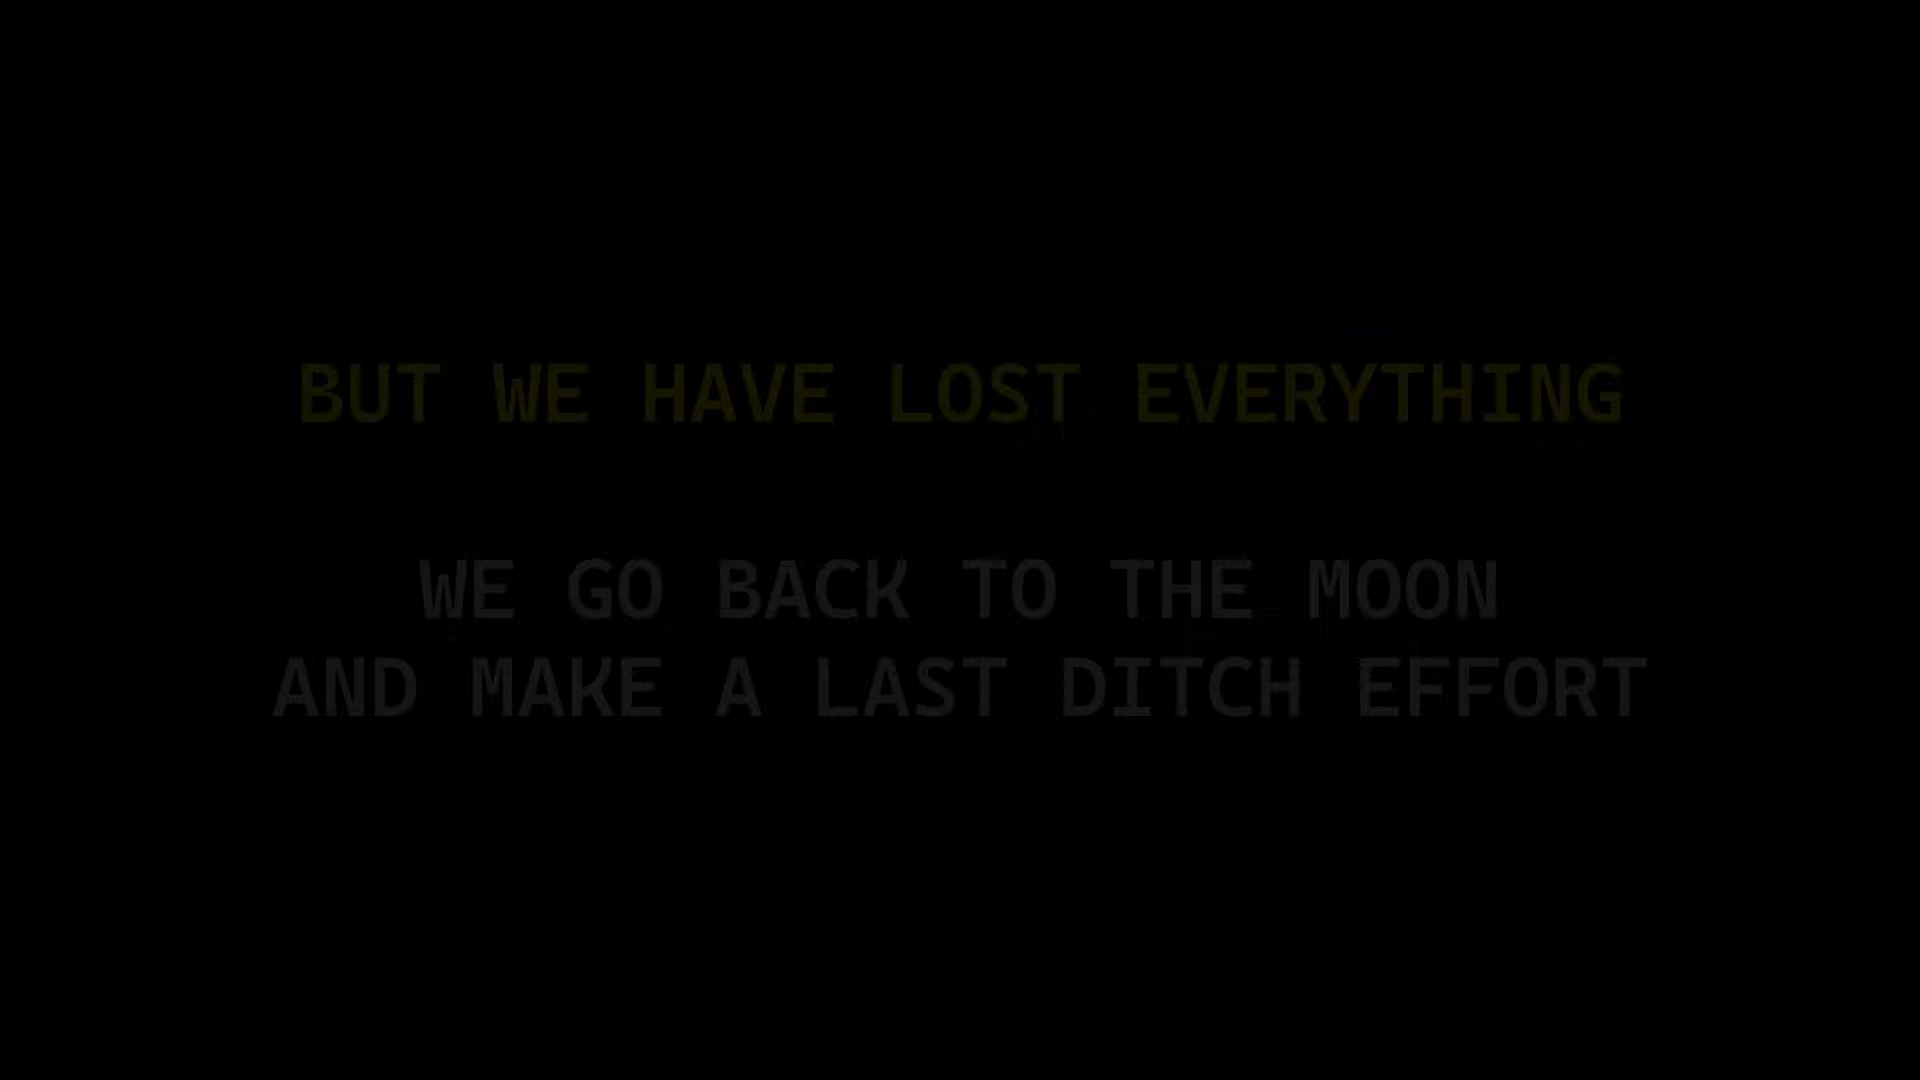 BUT WE HAVE LOST EVERYTHING
WE GO BACK TO THE MOON
AND MAKE A LAST DITCH EFFORT